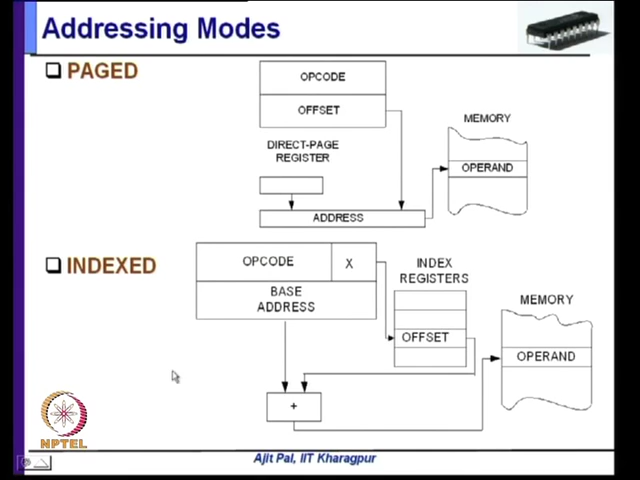 Addressing Modes
PAGED
OPCODE
OFFSET
DIRECT-PAGE
REGISTER
ADDRESS
MEMORY
OPERAND
INDEXED
OPCODE
X
BASE
ADDRESS
INDEX
REGISTERS
OFFSET
+
MEMORY
OPERAND
NPTEL
Ajit Pal, IIT Kharagpur